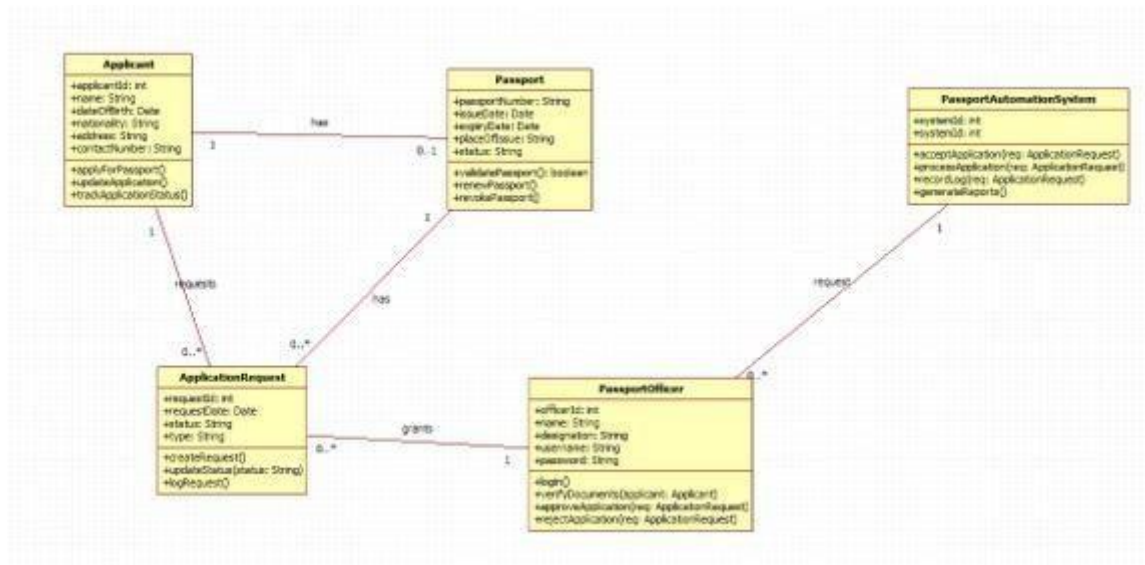 Applicant
+applicantId: int
+name: String
+dateOfBirth: Date
+nationality: String
+address: String
+contactNumber: String
+applyForPassport()
+updateApplication()
+trackApplicationStatus()
has
1
0..1
Passport
+passportNumber: String
+issueDate: Date
+expiryDate: Date
+placeOfIssue: String
+status: String
+validatePassport(): boolean
+renewPassport()
+revokePassport()
PassportAutomationSystem
+systemId: int
+systemId: int
+acceptApplication(req: ApplicationRequest)
+processApplication(req: ApplicationRequest)
+recordLog(req: ApplicationRequest)
+generateReports()
1
requests
0..*
1
has
0..*
1
request
0..*
ApplicationRequest
+requestId: int
+requestDate: Date
+status: String
+type: String
+createRequest()
+updateStatus(status: String)
+logRequest()
grants
0..*
1
PassportOfficer
+officerId: int
+name: String
+designation: String
+username: String
+password: String
+login()
+verifyDocuments(applicant: Applicant)
+approveApplication(req: ApplicationRequest)
+rejectApplication(req: ApplicationRequest)